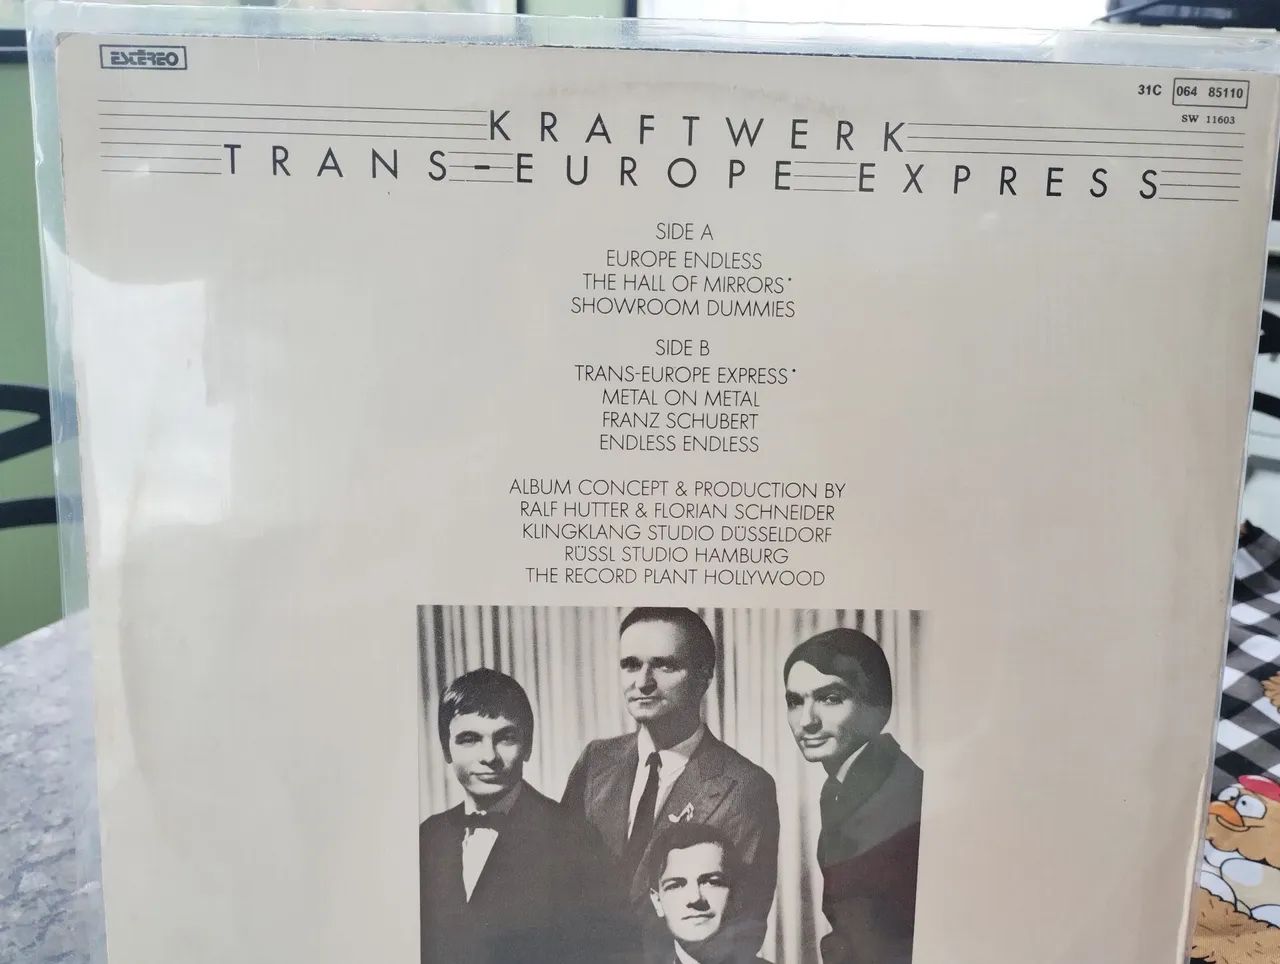 ESTÉREO
31C 064 85110
SW 11603
KRAFTWERK
TRANS-EUROPE EXPRESS
SIDE A
EUROPE ENDLESS
THE HALL OF MIRRORS*
SHOWROOM DUMMIES
SIDE B
TRANS-EUROPE EXPRESS*
METAL ON METAL
FRANZ SCHUBERT
ENDLESS ENDLESS
ALBUM CONCEPT & PRODUCTION BY
RALF HUTTER & FLORIAN SCHNEIDER
KLINGKLANG STUDIO DÜSSELDORF
RÜSSL STUDIO HAMBURG
THE RECORD PLANT HOLLYWOOD